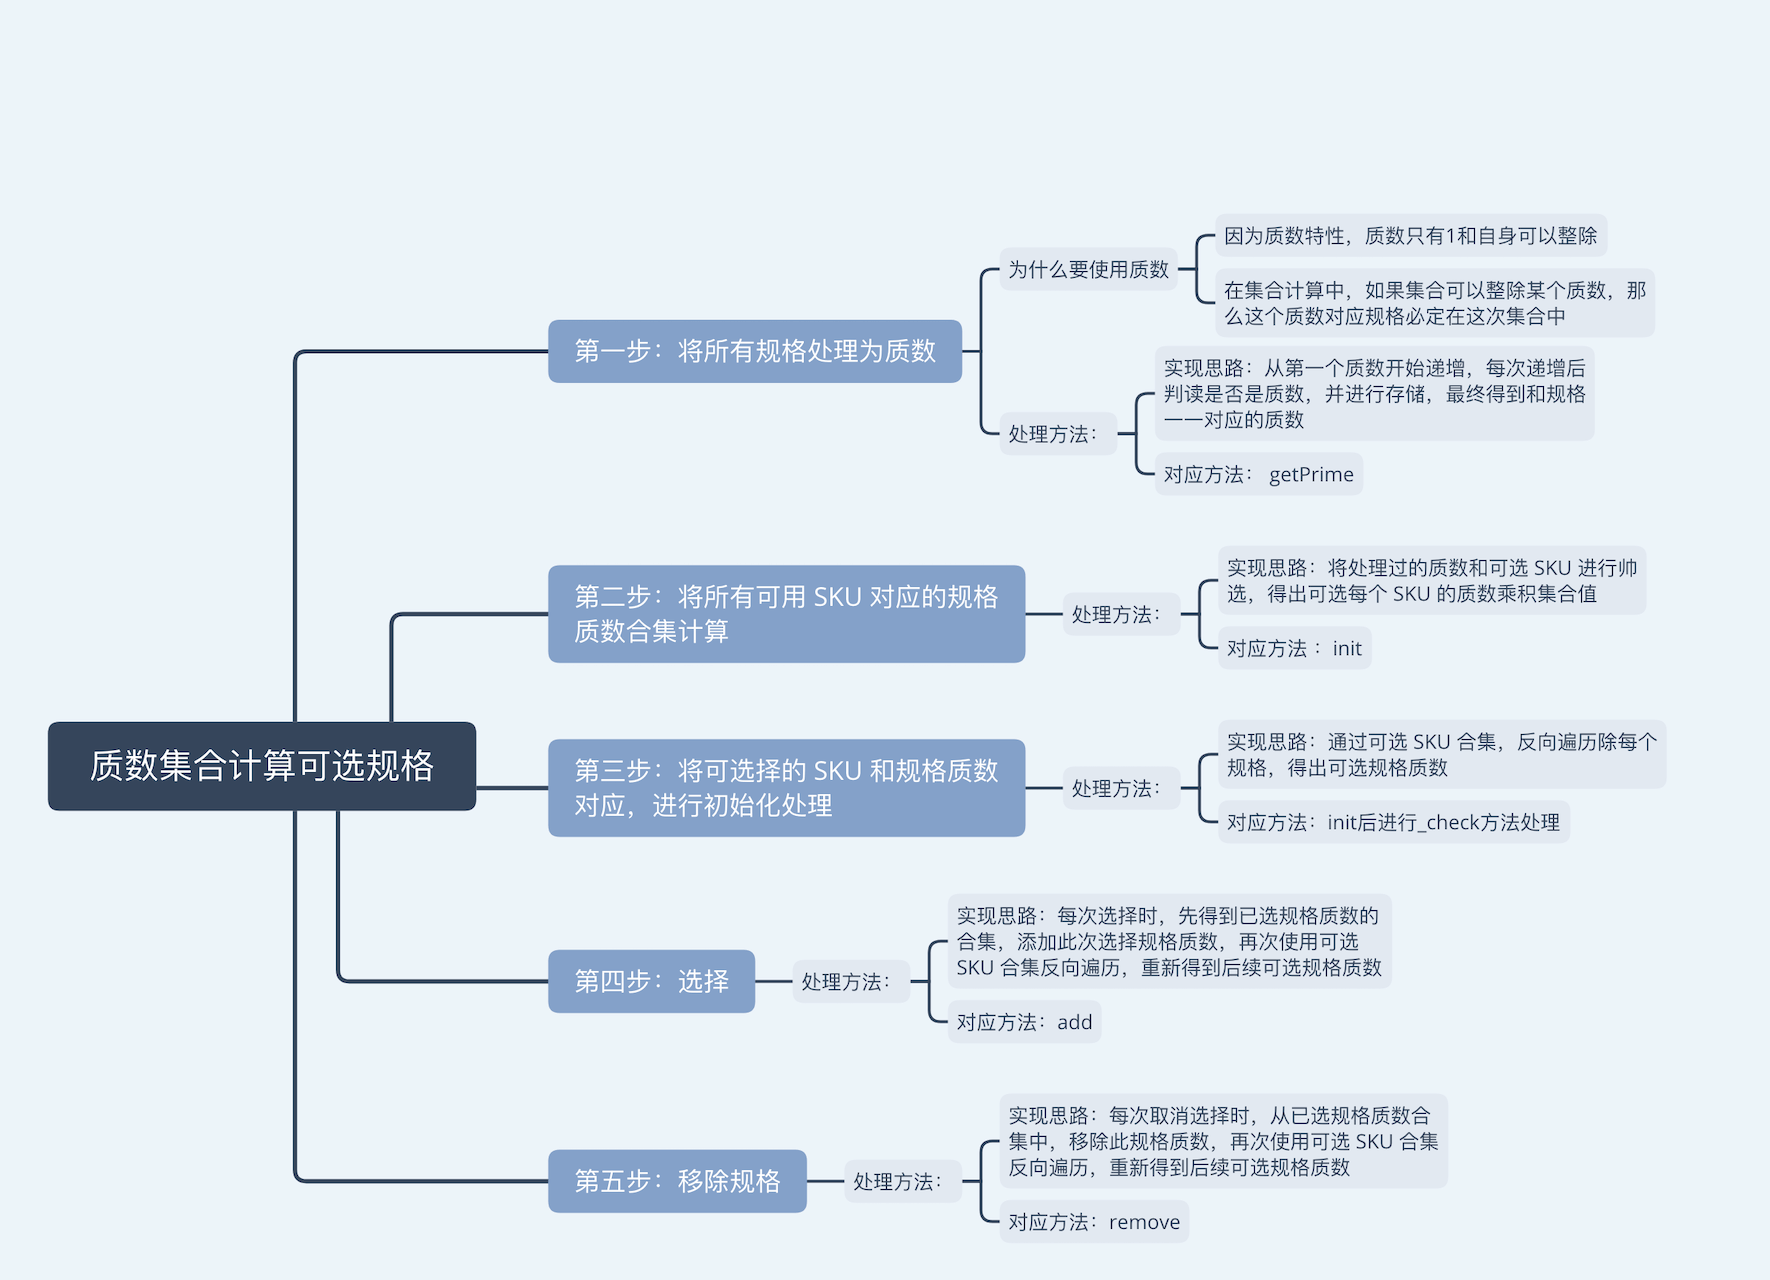 质数集合计算可选规格
第一步：将所有规格处理为质数
为什么要使用质数
因为质数特性，质数只有1和自身可以整除
在集合计算中，如果集合可以整除某个质数，那
么这个质数对应规格必定在这次集合中
处理方法：
实现思路：从第一个质数开始递增，每次递增后
判读是否是质数，并进行存储，最终得到和规格
一一对应的质数
对应方法： getPrime
第二步：将所有可用 SKU 对应的规格
质数合集计算
处理方法：
实现思路：将处理过的质数和可选 SKU 进行帅
选，得出可选每个 SKU 的质数乘积集合值
对应方法 ：init
第三步：将可选择的 SKU 和规格质数
对应，进行初始化处理
处理方法：
实现思路：通过可选 SKU 合集，反向遍历除每个
规格，得出可选规格质数
对应方法：init后进行_check方法处理
第四步：选择
处理方法：
实现思路：每次选择时，先得到已选规格质数的
合集，添加此次选择规格质数，再次使用可选
SKU 合集反向遍历，重新得到后续可选规格质数
对应方法：add
第五步：移除规格
处理方法：
实现思路：每次取消选择时，从已选规格质数合
集中，移除此规格质数，再次使用可选 SKU 合集
反向遍历，重新得到后续可选规格质数
对应方法：remove